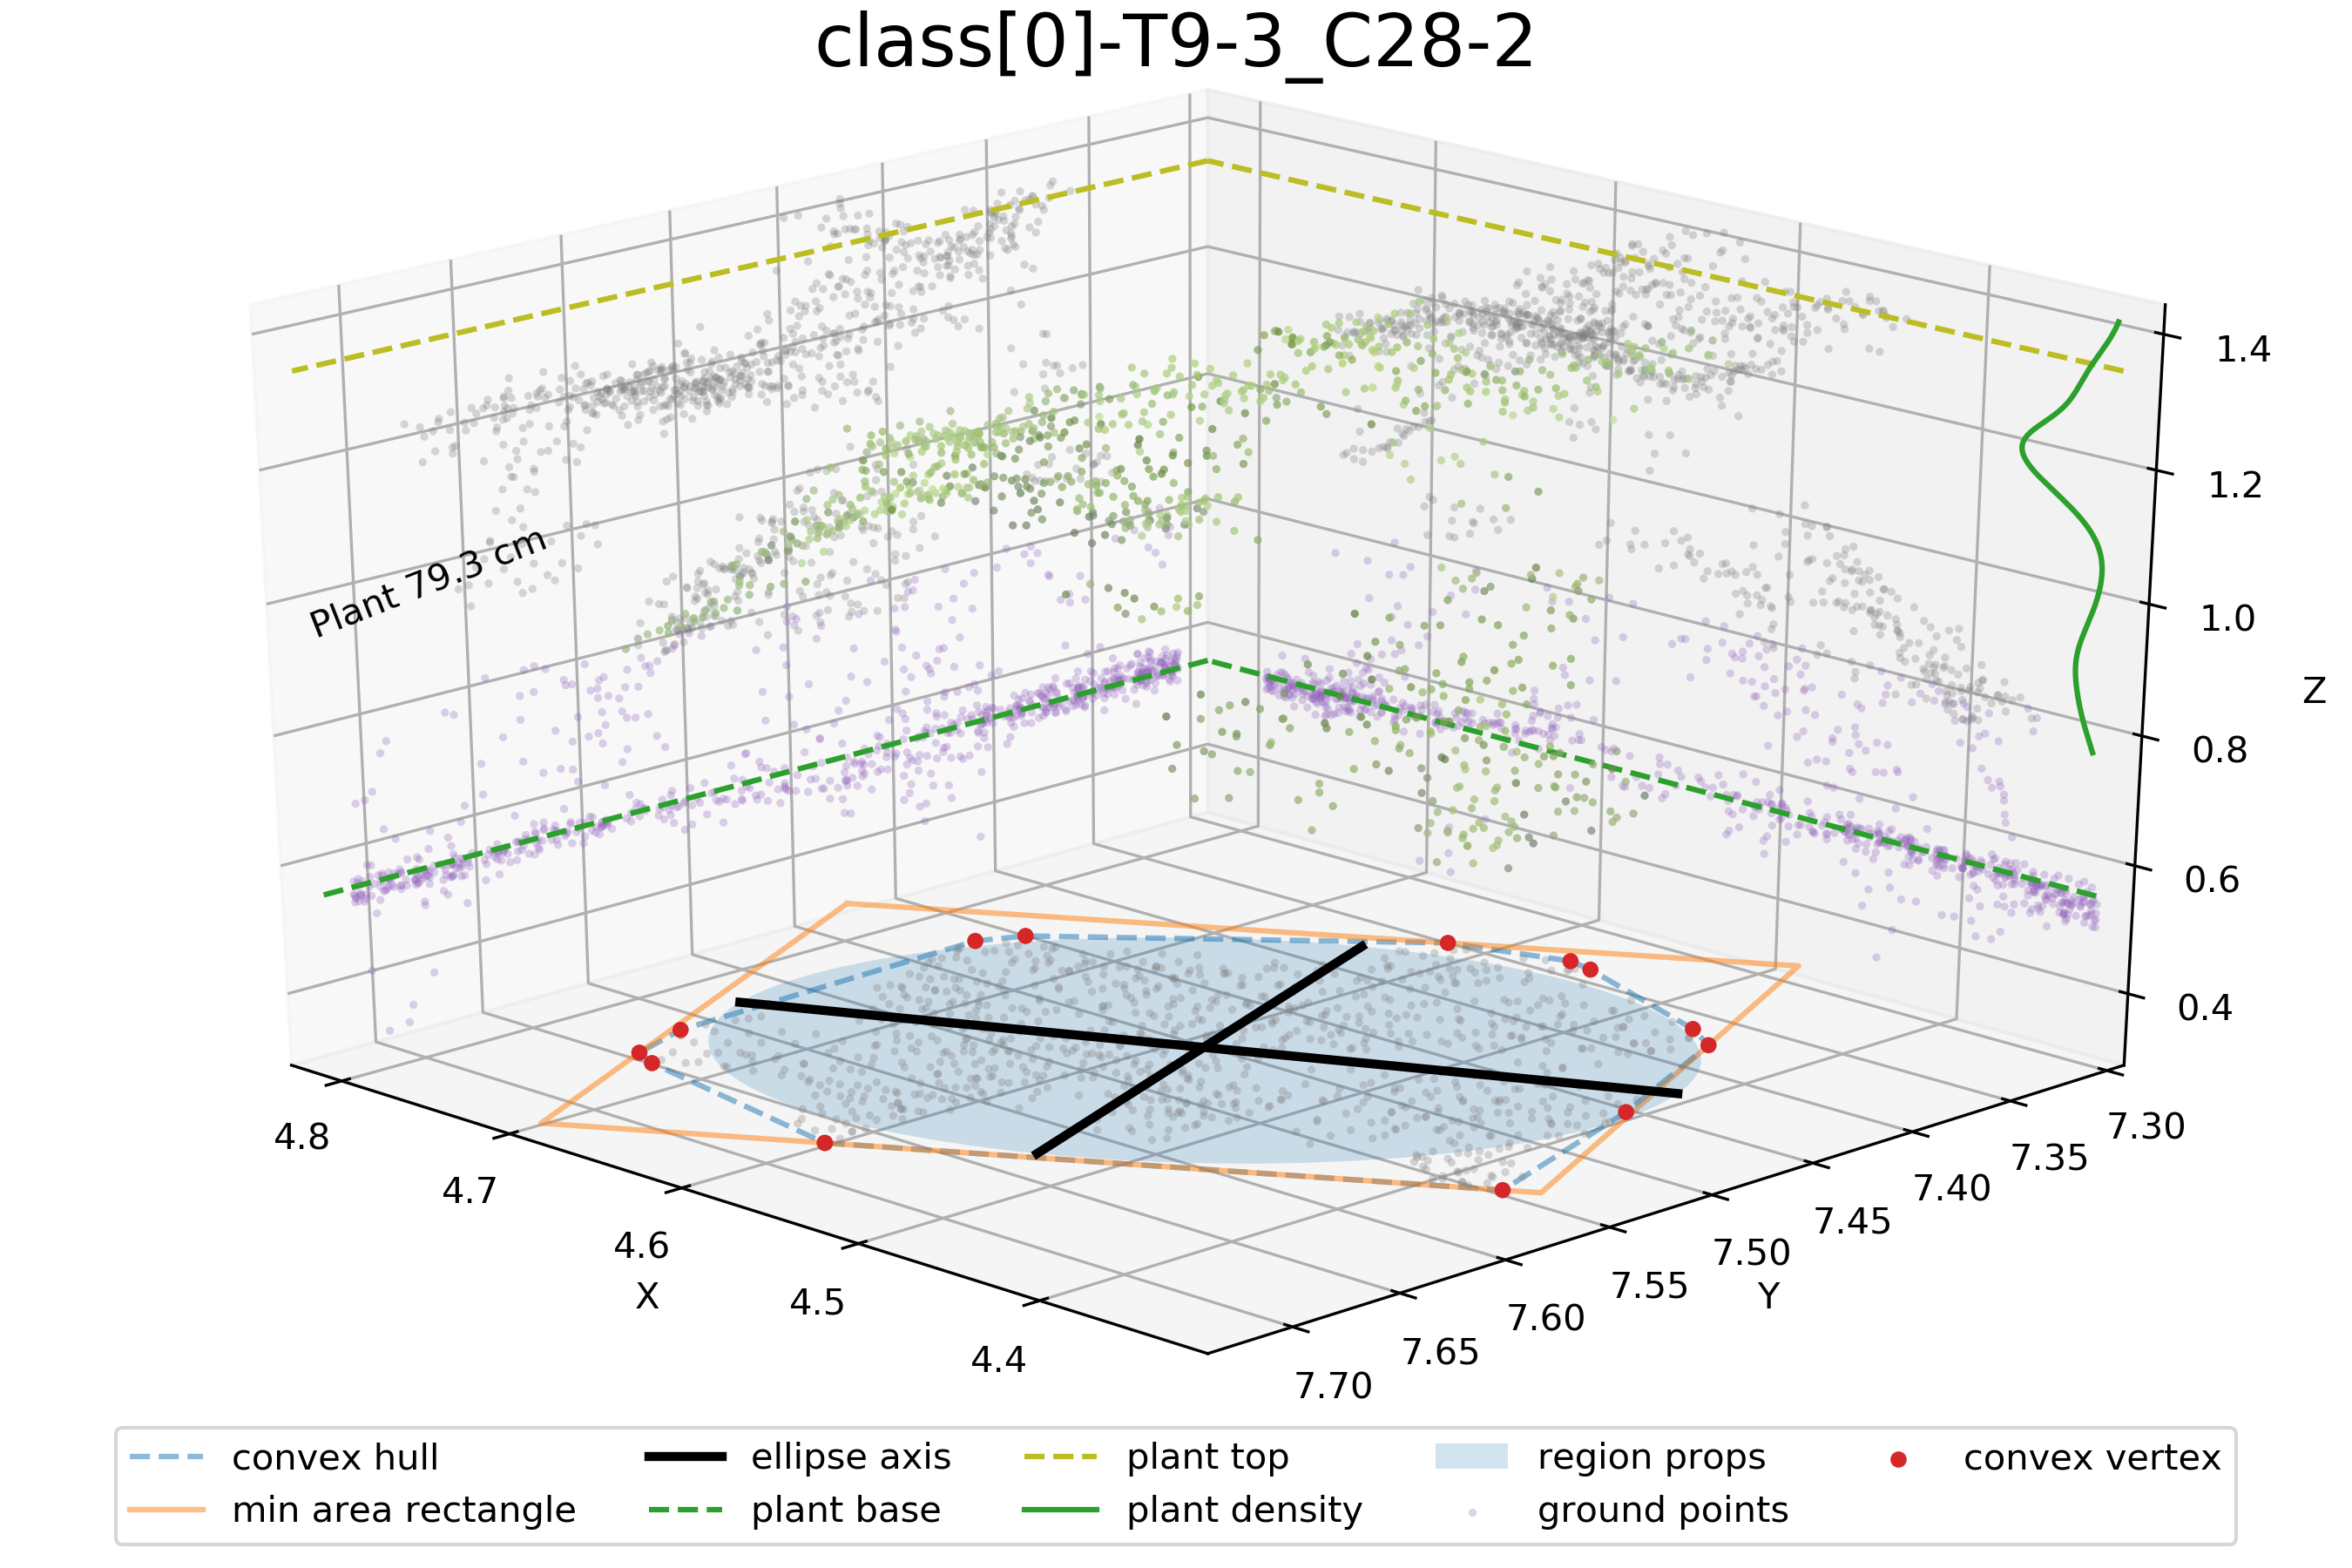 class[0]-T9-3_C28-2
Plant 79.3 cm
1.4
1.2
1.0
0.8
0.6
0.4
Z
4.8
4.7
4.6
4.5
4.4
X
7.70
7.65
7.60
7.55
7.50
7.45
7.40
7.35
7.30
Y
convex hull
min area rectangle
ellipse axis
plant base
plant top
plant density
region props
ground points
convex vertex